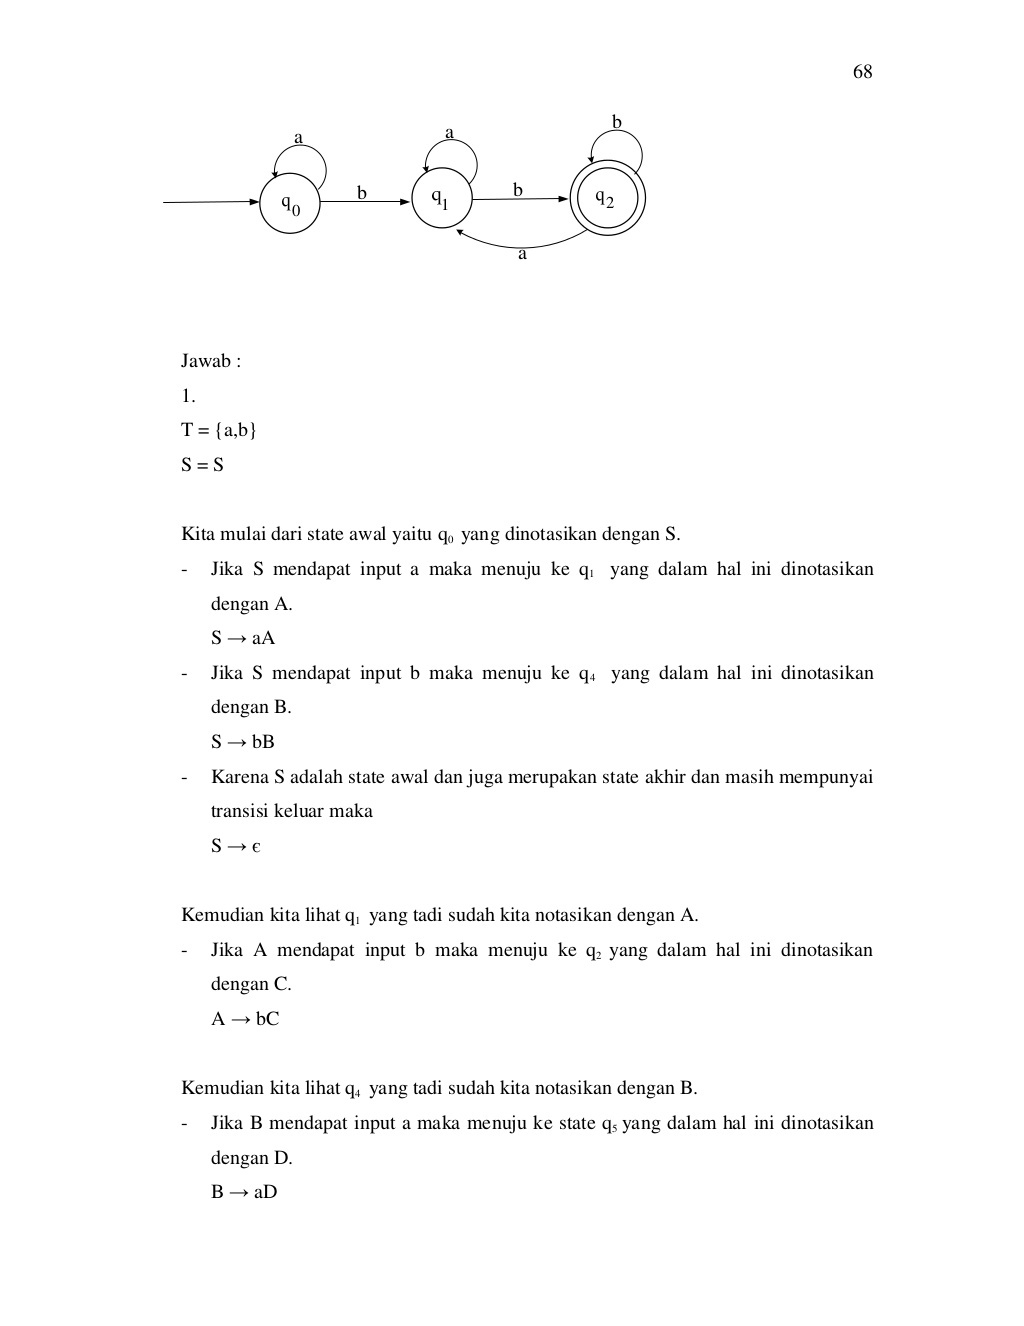 68
a
a
b
q0
b
q1
b
q2
a
Jawab :
1.
T = {a,b}
S = S
Kita mulai dari state awal yaitu q0 yang dinotasikan dengan S.
- Jika S mendapat input a maka menuju ke q1 yang dalam hal ini dinotasikan
dengan A.
S → aA
- Jika S mendapat input b maka menuju ke q4 yang dalam hal ini dinotasikan
dengan B.
S → bB
- Karena S adalah state awal dan juga merupakan state akhir dan masih mempunyai
transisi keluar maka
S → є
Kemudian kita lihat q1 yang tadi sudah kita notasikan dengan A.
- Jika A mendapat input b maka menuju ke q2 yang dalam hal ini dinotasikan
dengan C.
A → bC
Kemudian kita lihat q4 yang tadi sudah kita notasikan dengan B.
- Jika B mendapat input a maka menuju ke state q5 yang dalam hal ini dinotasikan
dengan D.
B → aD